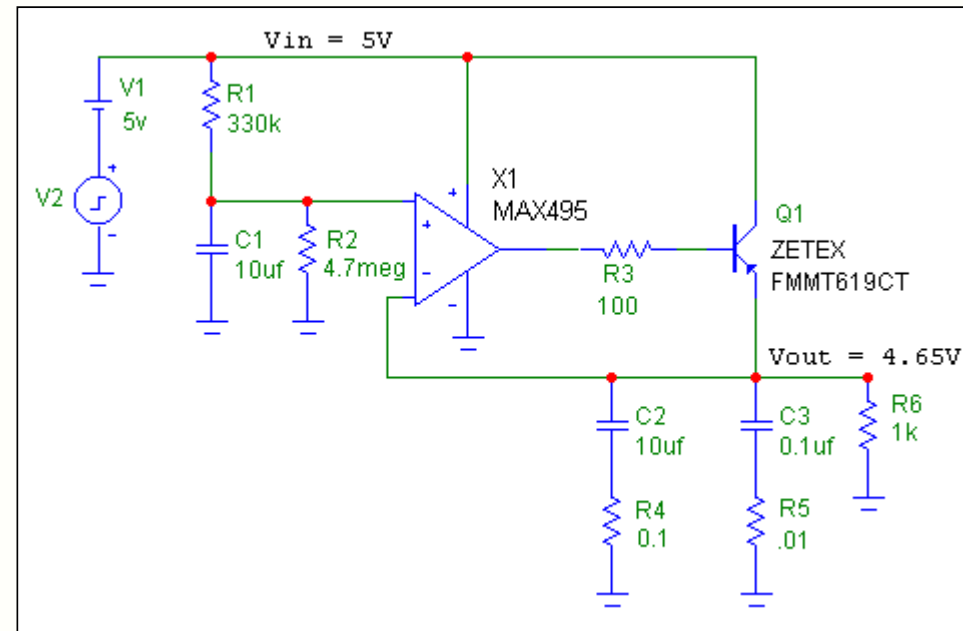 Vin = 5V
V1
5v
R1
330k
V2
+
-
X1
MAX495
+
+
-
-
C1
10uf
R2
4.7meg
R3
100
Q1
ZETEX
FMMT619CT
Vout = 4.65V
C2
10uf
C3
0.1uf
R6
1k
R4
0.1
R5
.01